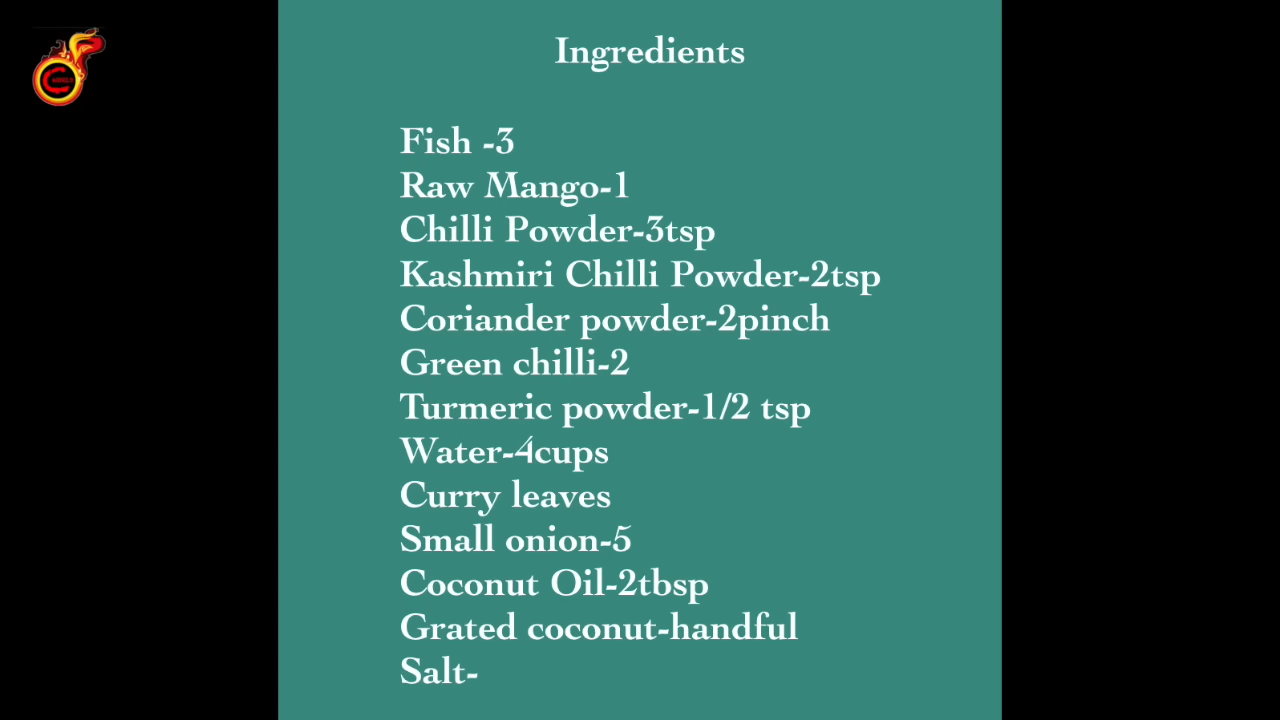 Ingredients
Fish -3
Raw Mango-1
Chilli Powder-3tsp
Kashmiri Chilli Powder-2tsp
Coriander powder-2pinch
Green chilli-2
Turmeric powder-1/2 tsp
Water-4cups
Curry leaves
Small onion-5
Coconut Oil-2tbsp
Grated coconut-handful
Salt-